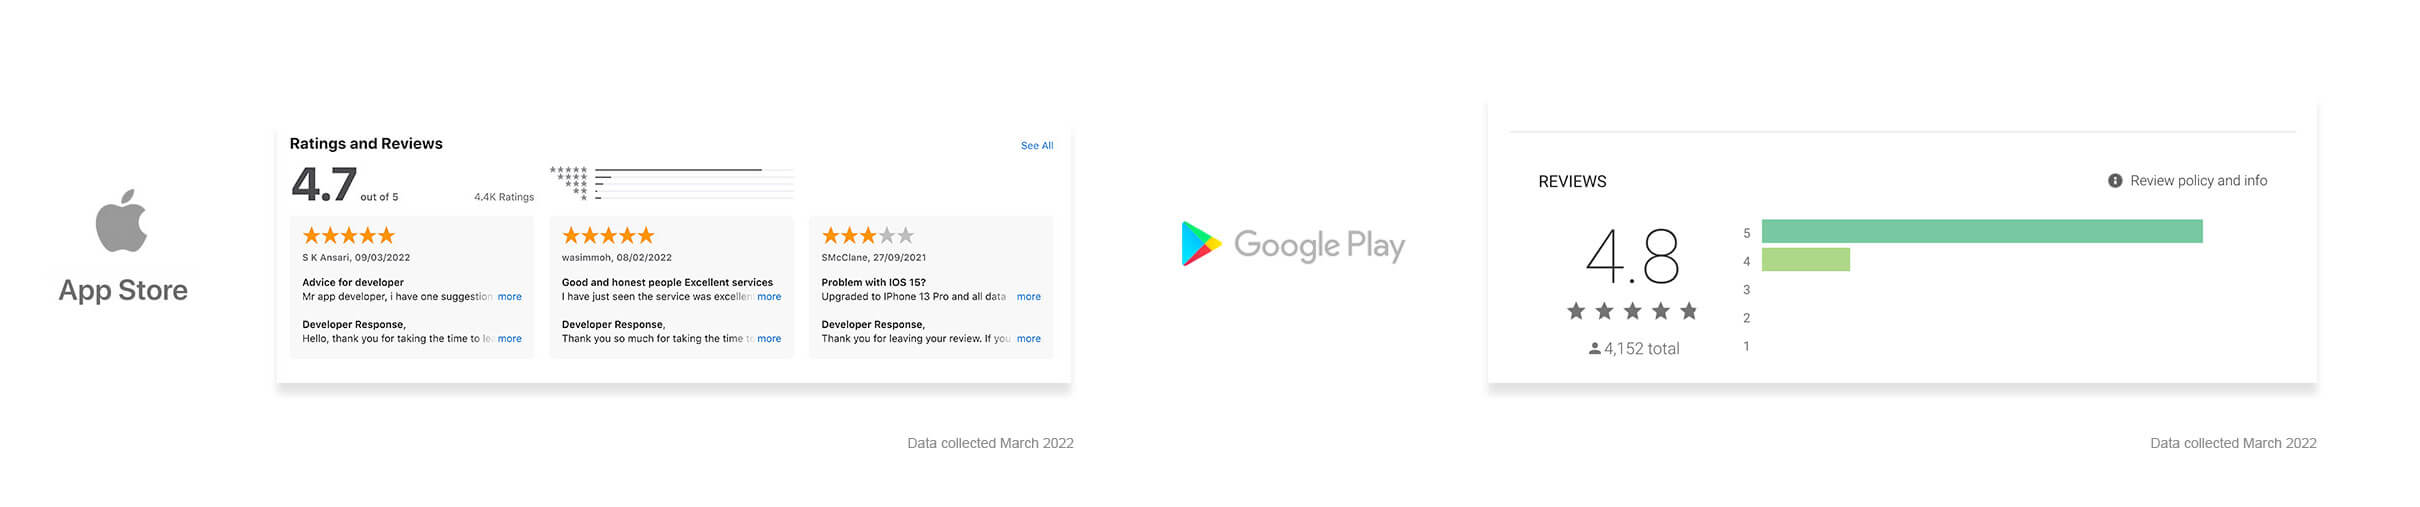 App Store
Ratings and Reviews
See All
4.7 out of 5
4.4K Ratings
S K Ansari, 09/03/2022
Advice for developer
Mr app developer, i have one suggestion more
Developer Response,
Hello, thank you for taking the time to more
wasimmoh, 08/02/2022
Good and honest people Excellent services
I have just seen the service was excellen more
Developer Response,
Thank you so much for taking the time more
SMcClane, 27/09/2021
Problem with IOS 15?
Upgraded to IPhone 13 Pro and all data more
Developer Response,
Thank you for leaving your review. If you more
Data collected March 2022
Google Play
REVIEWS
Review policy and info
4.8
4,152 total
5
4
3
2
1
Data collected March 2022